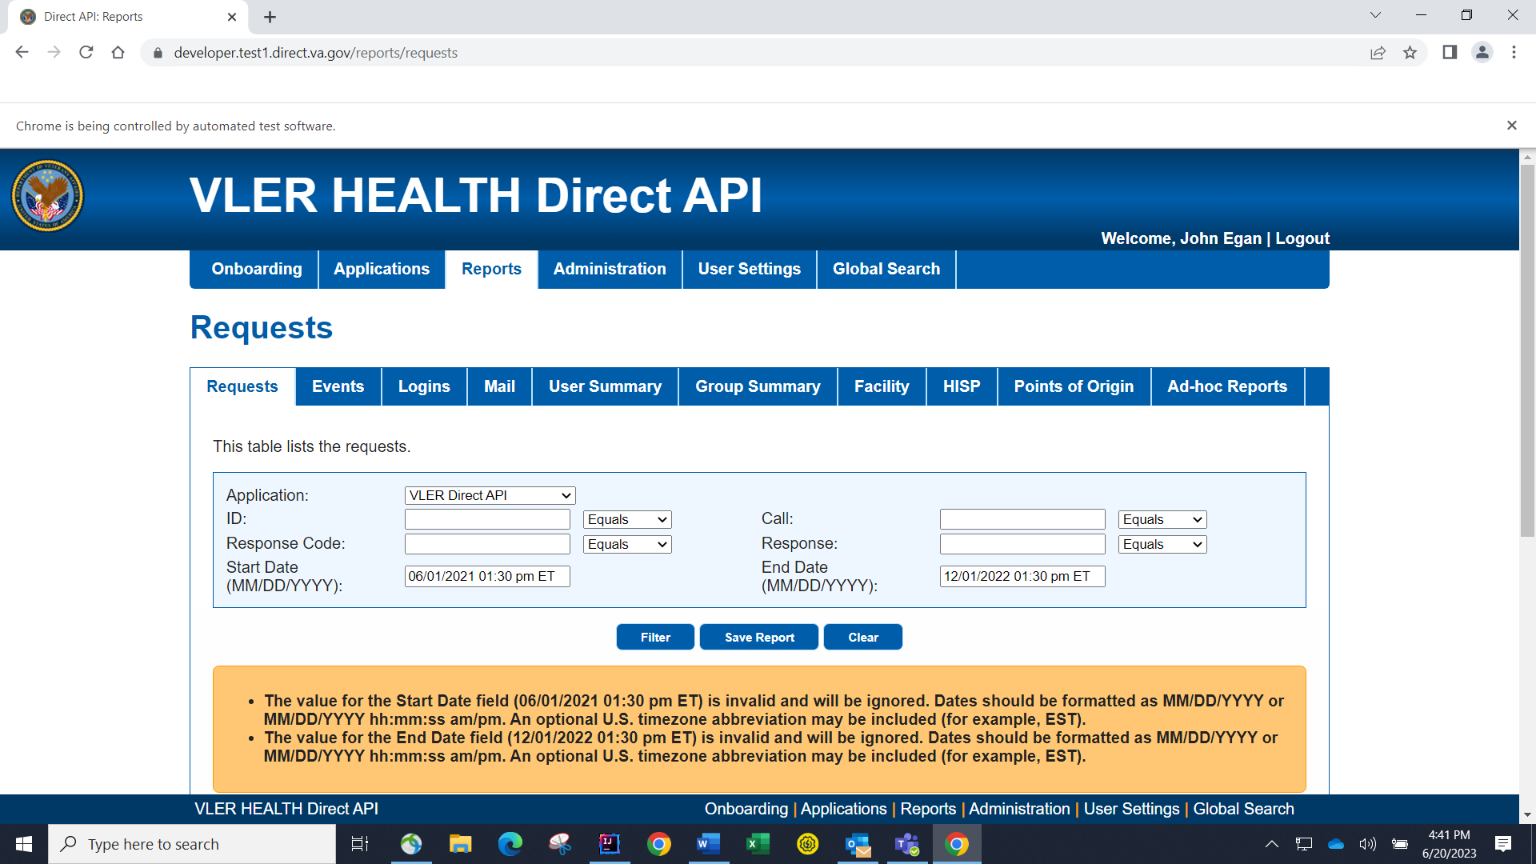 Direct API: Reports
developer.test1.direct.va.gov/reports/requests
Chrome is being controlled by automated test software.
VLER HEALTH Direct API
Welcome, John Egan | Logout
Onboarding Applications Reports Administration User Settings Global Search
Requests
Requests Events Logins Mail User Summary Group Summary Facility HISP Points of Origin Ad-hoc Reports
This table lists the requests.
Application: VLER Direct API
ID: Equals Call: Equals
Response Code: Equals Response: Equals
Start Date (MM/DD/YYYY): 06/01/2021 01:30 pm ET End Date (MM/DD/YYYY): 12/01/2022 01:30 pm ET
Filter Save Report Clear
• The value for the Start Date field (06/01/2021 01:30 pm ET) is invalid and will be ignored. Dates should be formatted as MM/DD/YYYY or
MM/DD/YYYY hh:mm:ss am/pm. An optional U.S. timezone abbreviation may be included (for example, EST).
• The value for the End Date field (12/01/2022 01:30 pm ET) is invalid and will be ignored. Dates should be formatted as MM/DD/YYYY or
MM/DD/YYYY hh:mm:ss am/pm. An optional U.S. timezone abbreviation may be included (for example, EST).
VLER HEALTH Direct API Onboarding | Applications | Reports | Administration | User Settings | Global Search
Type here to search
4:41 PM
6/20/2023